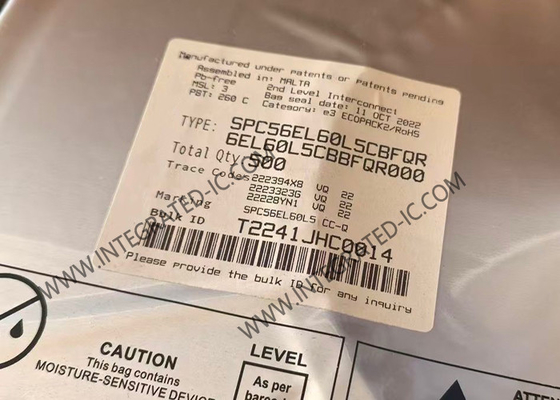 Manufactured under patents or patents pending
Assembled in: MALTA
Pb-free 2nd Level Interconnect
MSL: 3 Bag seal date: 11 OCT 2022
PBT: 260 C Category: e3 ECOPACK2/RoHS
TYPE: SPC56EL60L5CBFQR
6EL60L5CBBFQR000
Total Qty 500
Trace Codes 222394X8 VQ 22
2223323G VQ 22
22228YN1 VQ 22
Marking SPC56EL60L5 CC-Q
Bulk ID T2241JHC0014
Please provide the bulk ID for any inquiry
WWW.INTEGRATED-IC.COM
WWW.INTEGRATED-IC.COM
CAUTION
This bag contains
MOISTURE-SENSITIVE DEVICE
LEVEL
As per